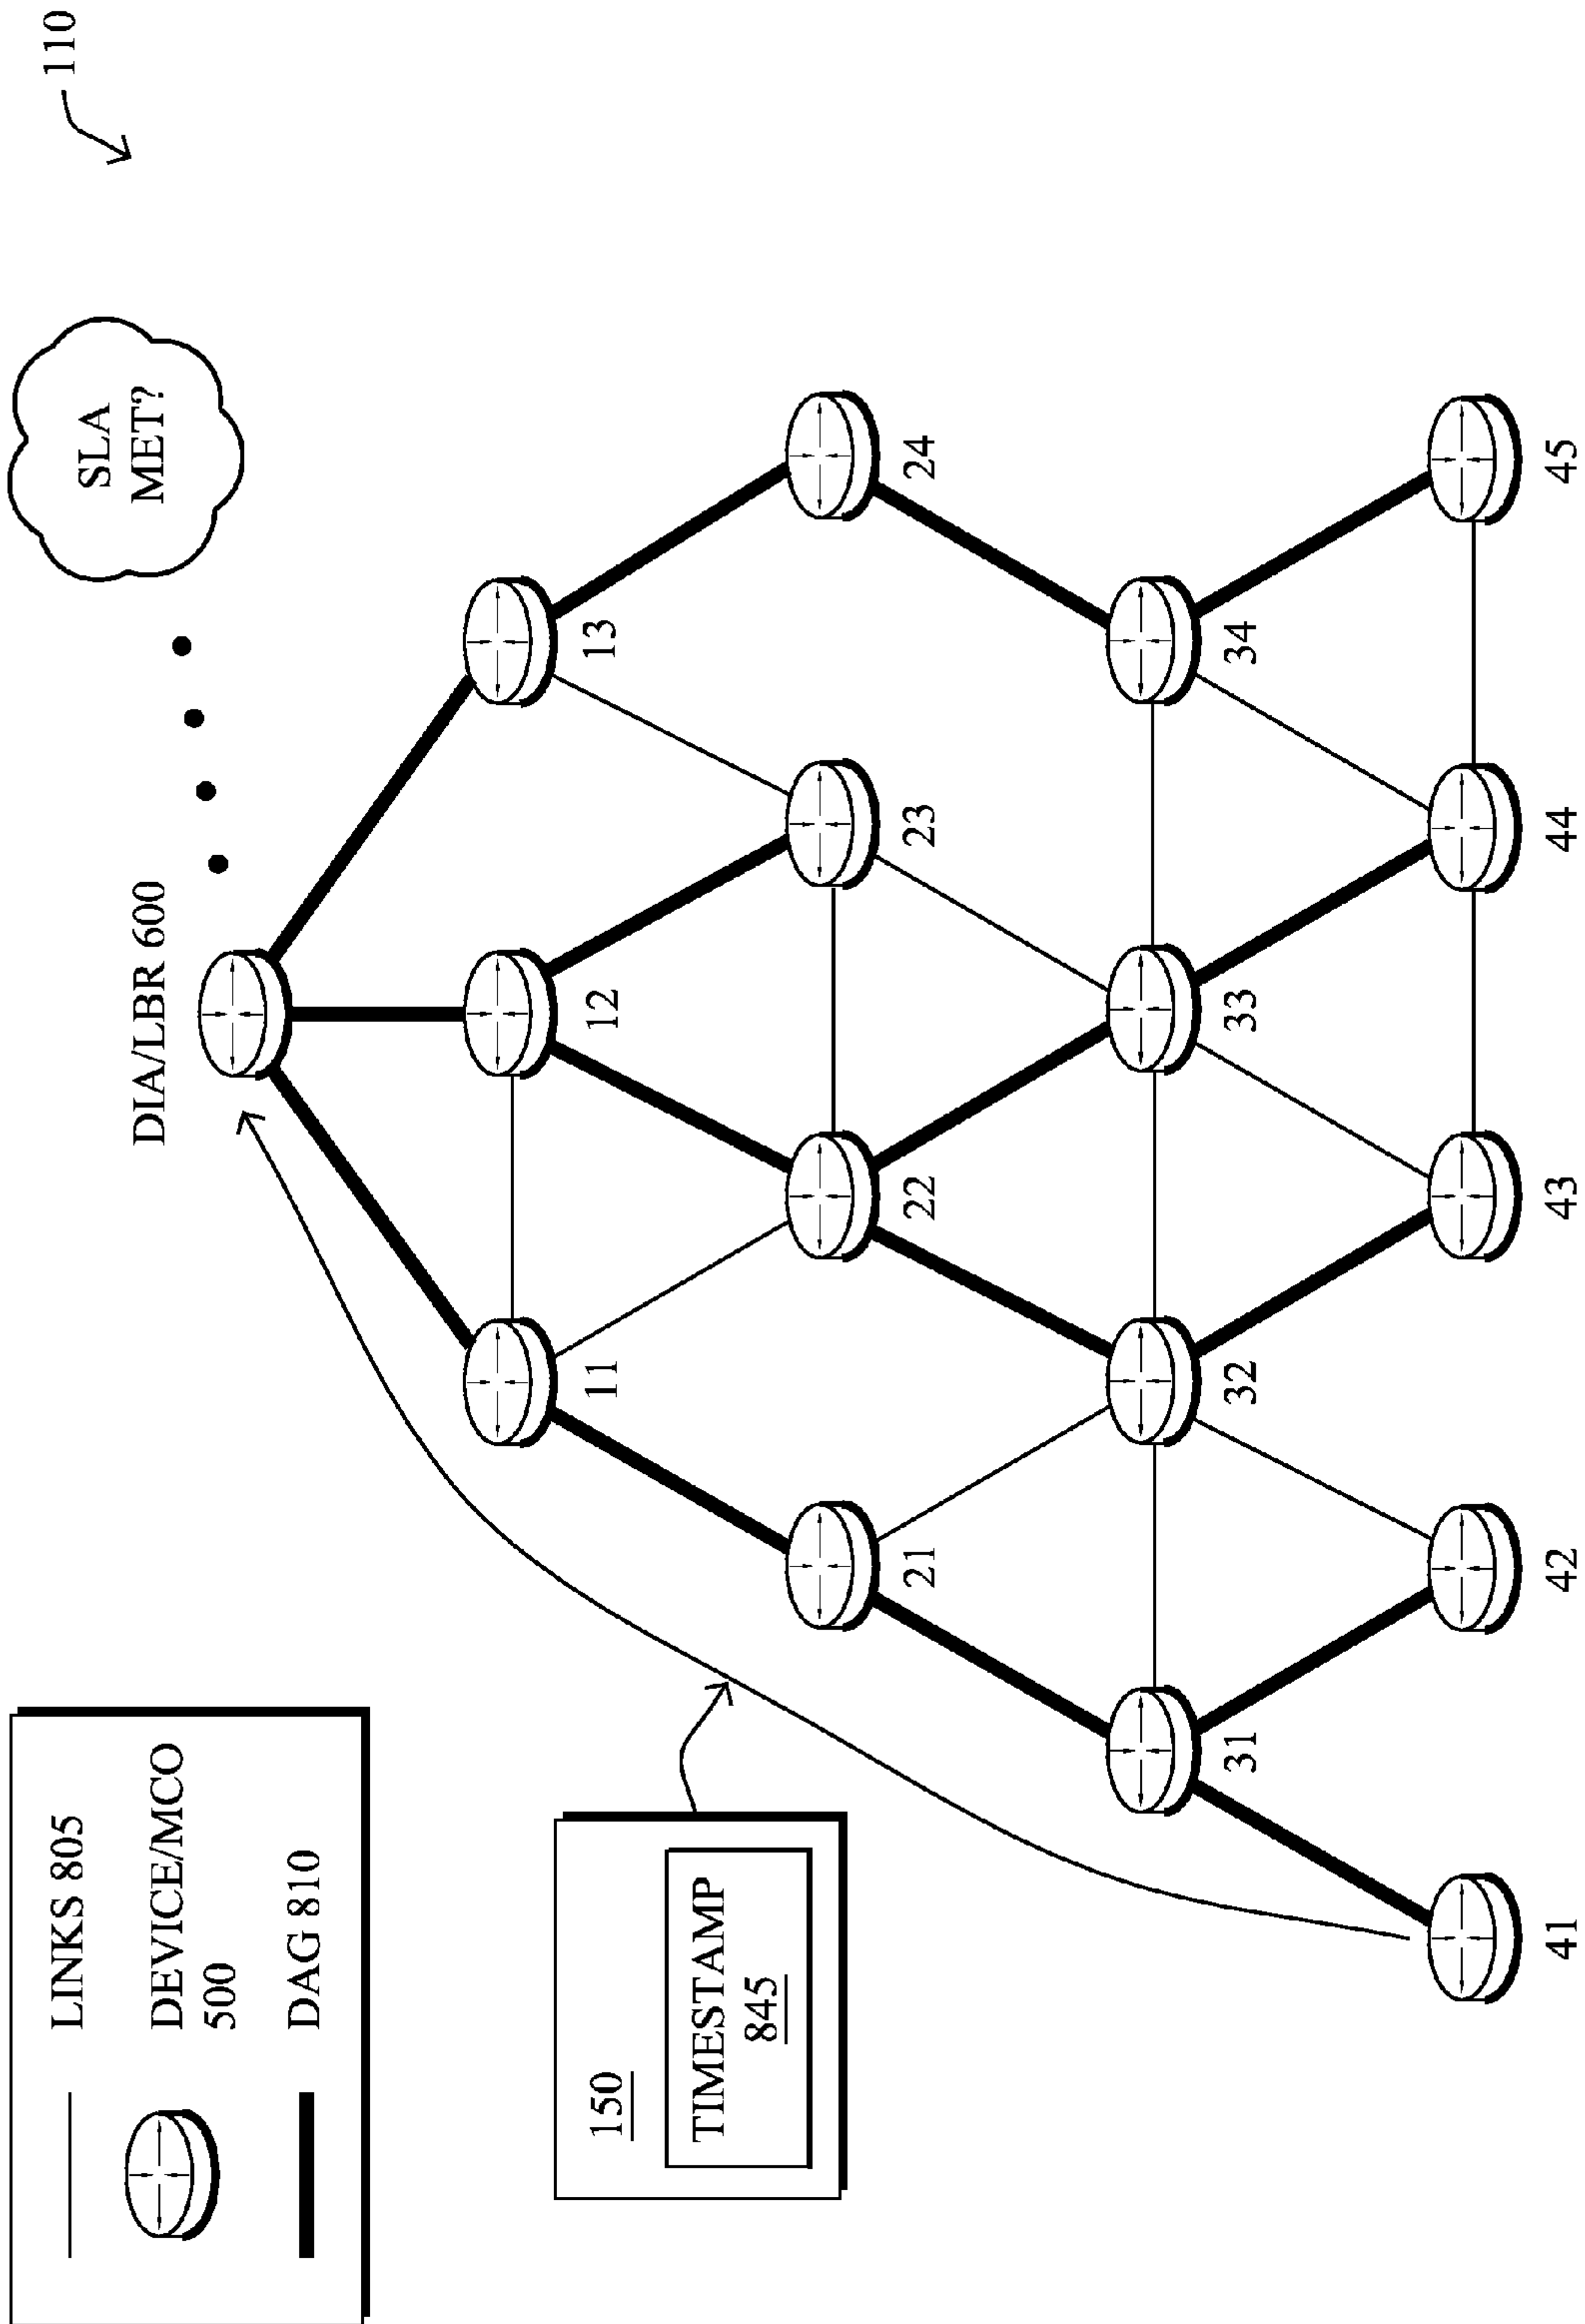 LINKS 805
DEVICE/MCO
500
DAG 810
110
SLA
MET?
DIA/LBR 600
150
TIMESTAMP
845
11
12
13
21
22
23
24
31
32
33
34
41
42
43
44
45